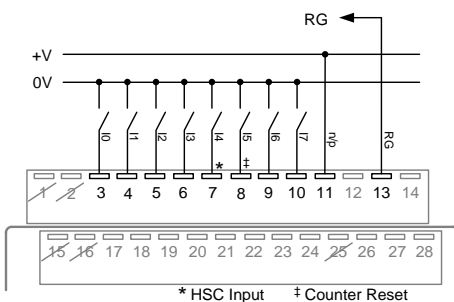 RG
+V
0V
I0 I1 I2 I3 I4 I5 I6 I7 n/p RG
* ‡
1 2 3 4 5 6 7 8 9 10 11 12 13 14
15 16 17 18 19 20 21 22 23 24 25 26 27 28
* HSC Input ‡ Counter Reset